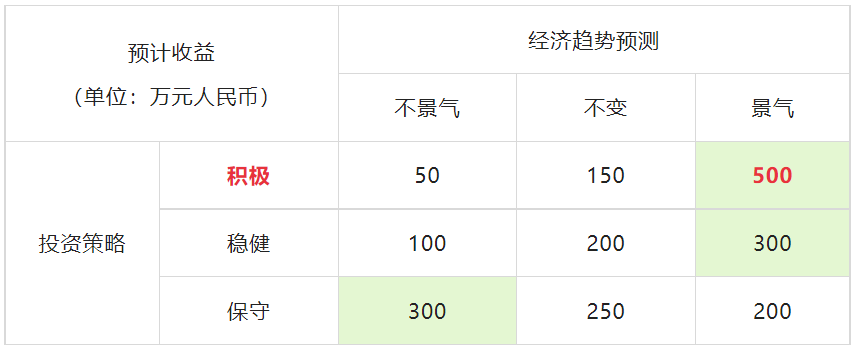 预计收益
（单位：万元人民币）
经济趋势预测
不景气 不变 景气
投资策略
积极 50 150 500
稳健 100 200 300
保守 300 250 200